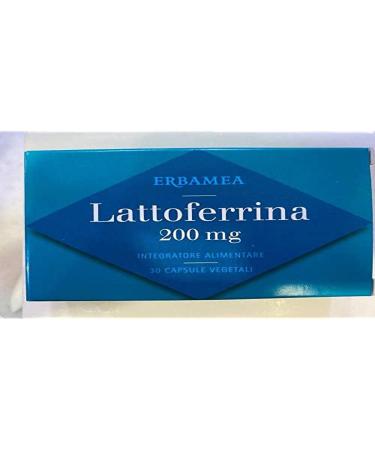 ERBAMEA
Lattoferrina
200 mg
INTEGRATORE ALIMENTARE
30 CAPSULE VEGETALI